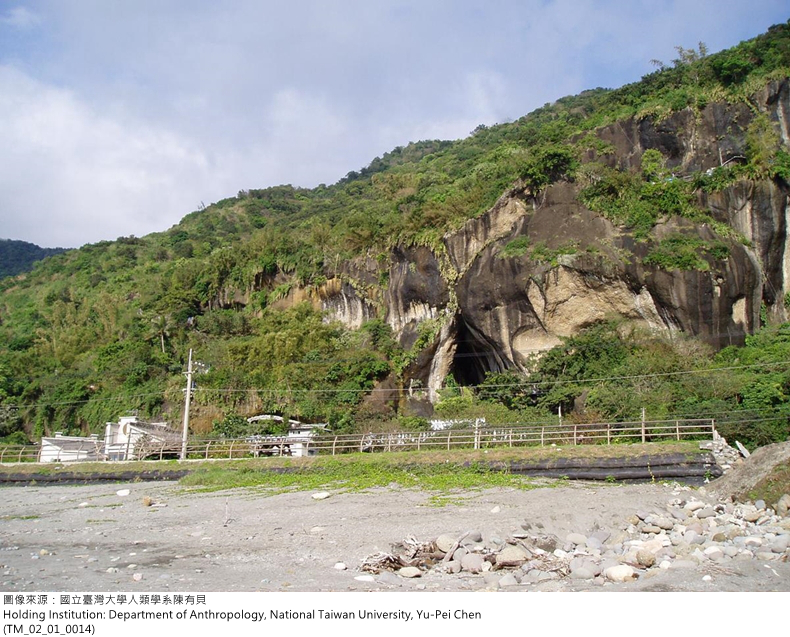 圖像來源：國立臺灣大學人類學系陳有貝
Holding Institution: Department of Anthropology, National Taiwan University, Yu-Pei Chen
(TM_02_01_0014)